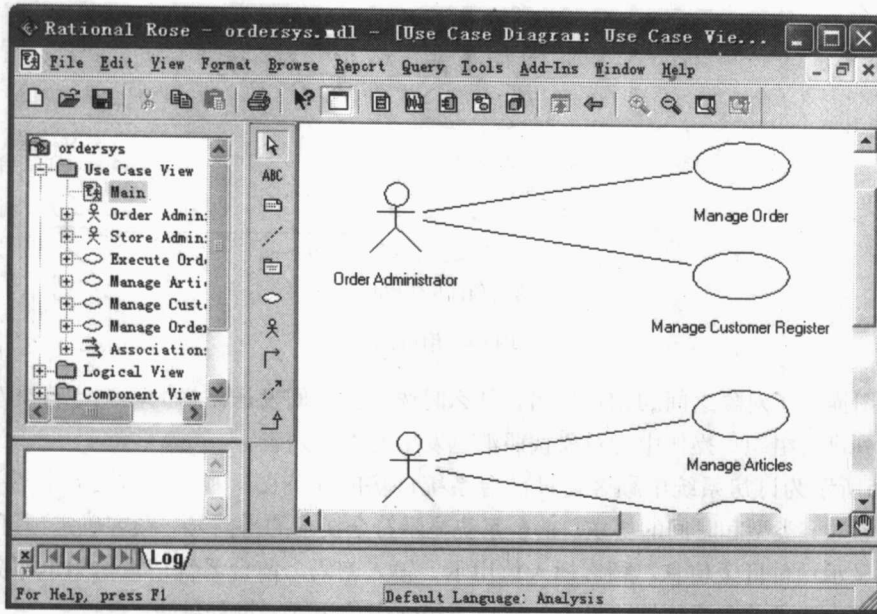 Rational Rose - ordersys.mdl - [Use Case Diagram: Use Case Vie...
File Edit View Format Browse Report Query Tools Add-Ins Window Help
ordersys
Use Case View
Main
Order Admin
Store Admin
Execute Ord
Manage Arti
Manage Cust
Manage Order
Association
Logical View
Component View
ABC
Manage Order
Order Administrator
Manage Customer Register
Manage Articles
Log
For Help, press F1
Default Language: Analysis